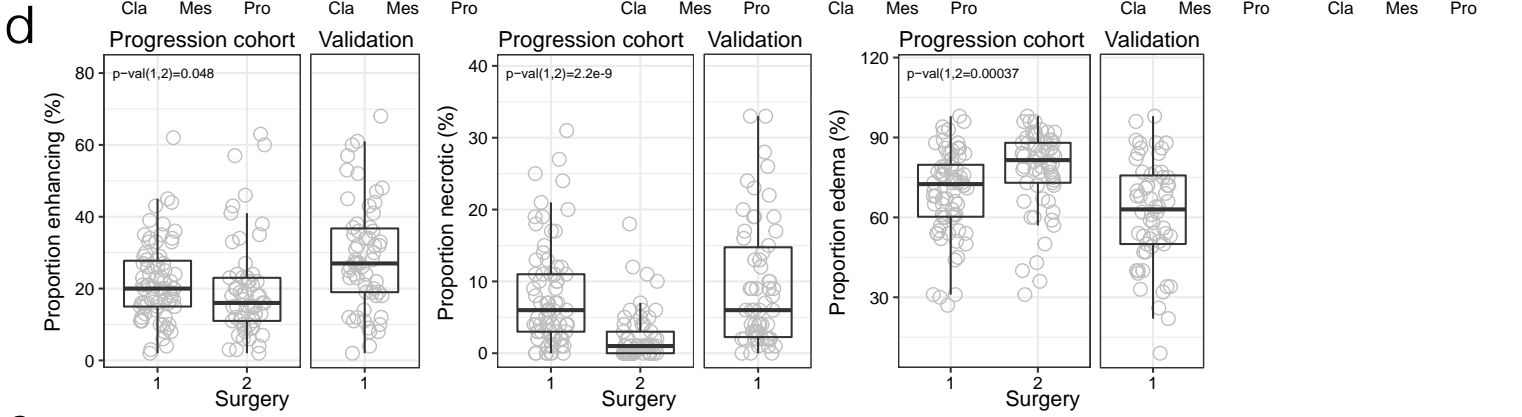 Cla Mes Pro Cla Mes Pro Cla Mes Pro Cla Mes Pro Cla Mes Pro Cla Mes Pro
d
Progression cohort Validation Progression cohort Validation Progression cohort Validation
Proportion enhancing (%)
80
60
40
20
0
p−val(1,2)=0.048
1 2 1
Surgery
Proportion necrotic (%)
40
30
20
10
0
p−val(1,2)=2.2e-9
1 2 1
Surgery
Proportion edema (%)
120
90
60
30
p−val(1,2=0.00037
1 2 1
Surgery